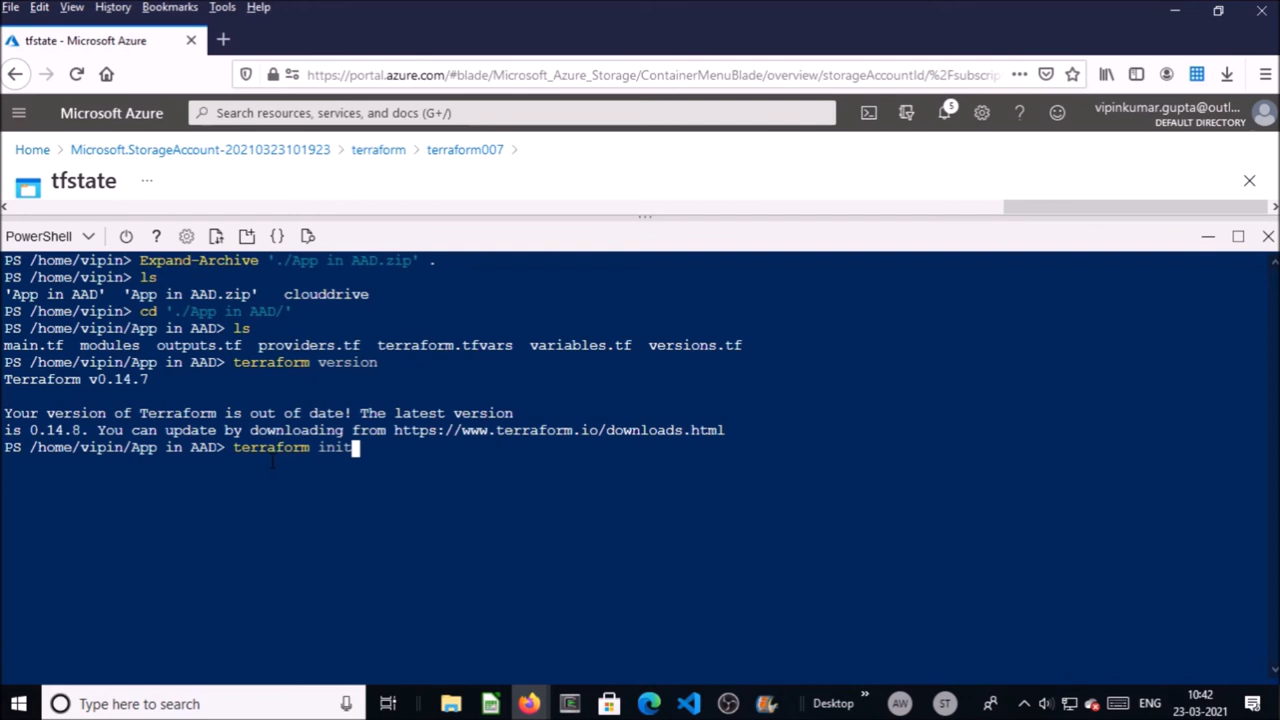 File Edit View History Bookmarks Tools Help
tfstate - Microsoft Azure
https://portal.azure.com/#blade/Microsoft_Azure_Storage/ContainerMenuBlade/overview/storageAccountId/%2Fsubscrip
Microsoft Azure
Search resources, services, and docs (G+/)
5
vipinkumar.gupta@outl...
DEFAULT DIRECTORY
Home > Microsoft.StorageAccount-20210323101923 > terraform > terraform007 >
tfstate ...
PowerShell
PS /home/vipin> Expand-Archive './App in AAD.zip' .
PS /home/vipin> ls
'App in AAD' 'App in AAD.zip' clouddrive
PS /home/vipin> cd './App in AAD/'
PS /home/vipin/App in AAD> ls
main.tf modules outputs.tf providers.tf terraform.tfvars variables.tf versions.tf
PS /home/vipin/App in AAD> terraform version
Terraform v0.14.7
Your version of Terraform is out of date! The latest version
is 0.14.8. You can update by downloading from https://www.terraform.io/downloads.html
PS /home/vipin/App in AAD> terraform init
Type here to search
Desktop
AW
ST
ENG
10:42
23-03-2021